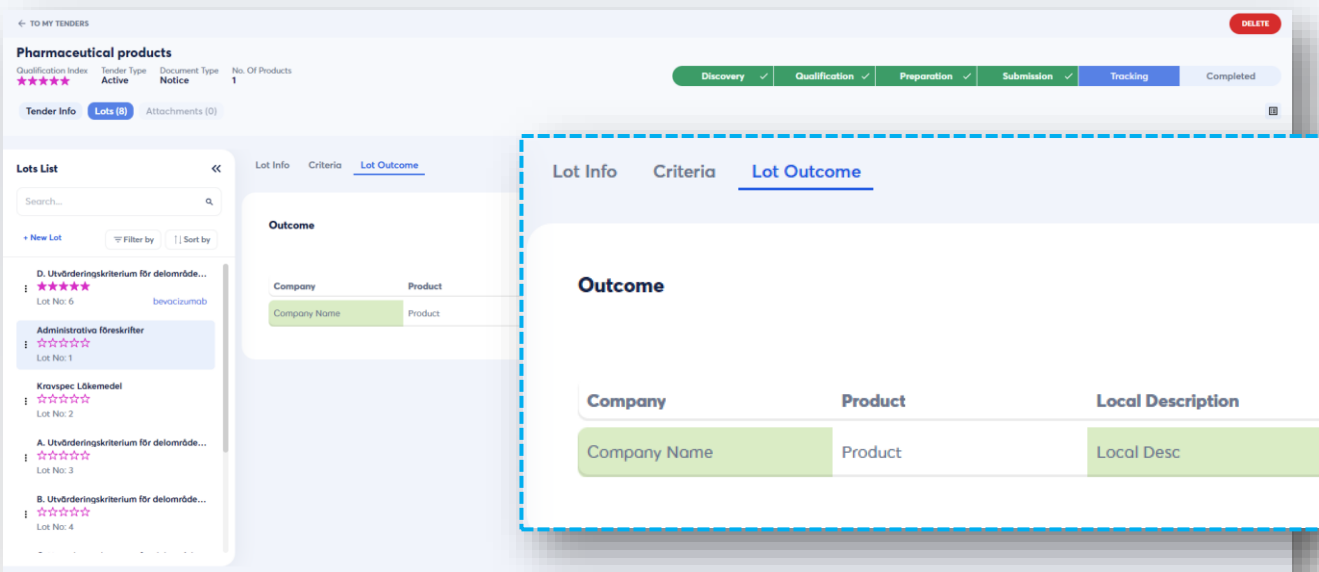 ← TO MY TENDERS
DELETE
Pharmaceutical products
Qualification Index Tender Type Document Type No. Of Products
Active Notice 1
Discovery Qualification Preparation Submission Tracking Completed
Tender Info Lots (8) Attachments (0)
Lots List
Search...
+ New Lot Filter by Sort by
D. Utvärderingskriterium för delområde...
Lot No: 6 bevacizumab
Administrativa föreskrifter
Lot No: 1
Kravspec Läkemedel
Lot No: 2
A. Utvärderingskriterium för delområde...
Lot No: 3
B. Utvärderingskriterium för delområde...
Lot No: 4
Lot Info Criteria Lot Outcome
Outcome
Company Product
Company Name Product
Lot Info Criteria Lot Outcome
Outcome
Company Product Local Description
Company Name Product Local Desc